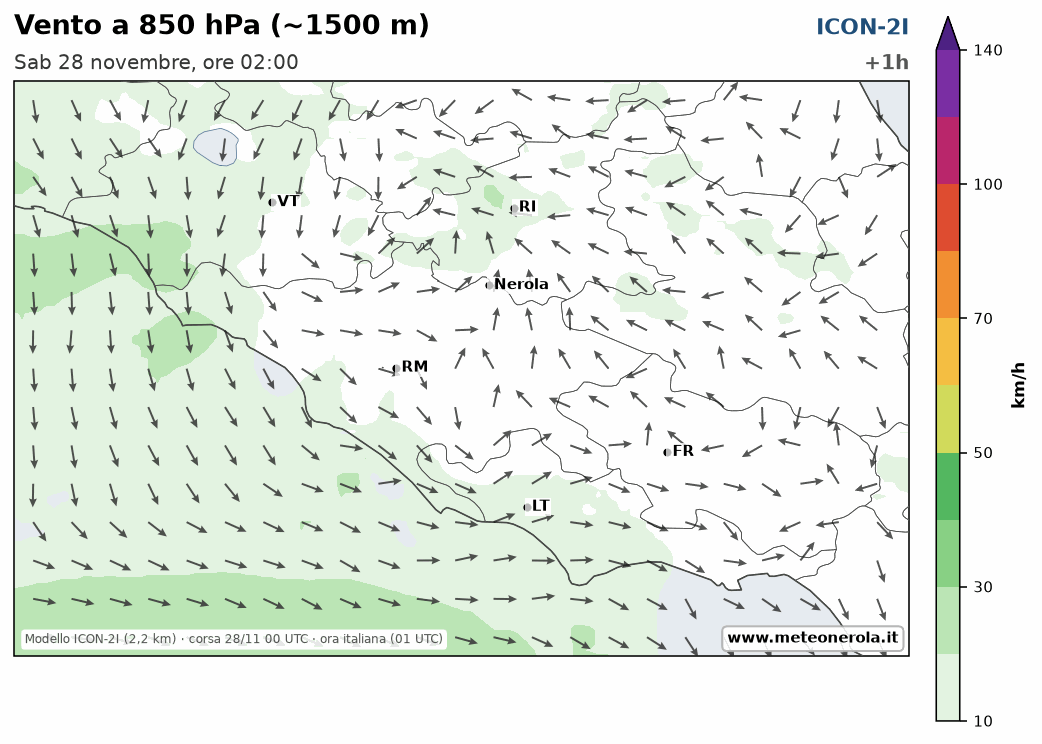 Vento a 850 hPa (~1500 m)
ICON-2I
Sab 28 novembre, ore 02:00
+1h
140
100
70
50
30
10
km/h
VT
RI
Nerola
RM
FR
LT
Modello ICON-2I (2,2 km) · corsa 28/11 00 UTC · ora italiana (01 UTC)
www.meteonerola.it